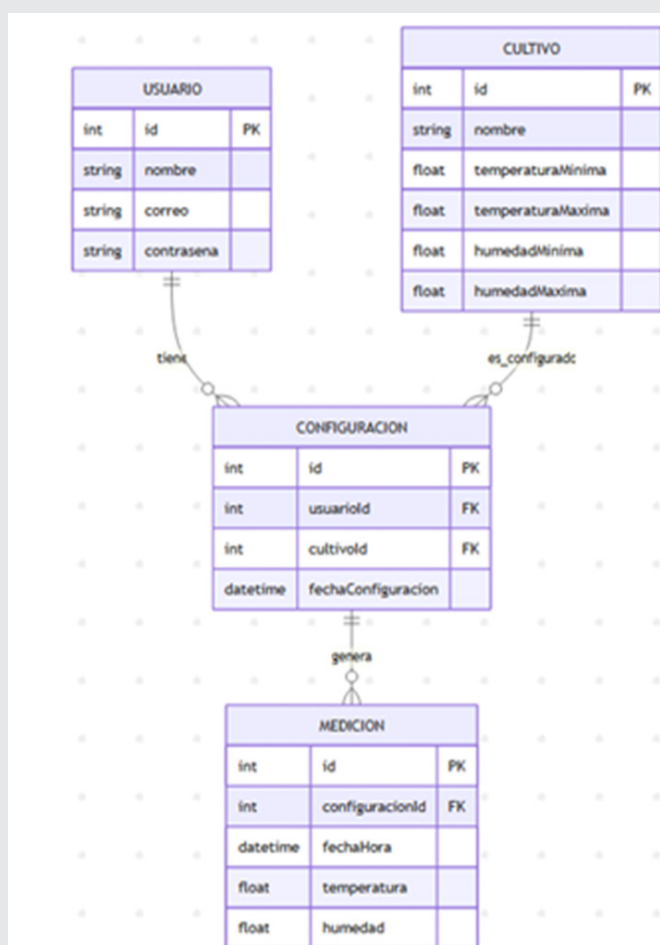 USUARIO
int id PK
string nombre
string correo
string contrasena
CULTIVO
int id PK
string nombre
float temperaturaMinima
float temperaturaMaxima
float humedadMinima
float humedadMaxima
tiene
es_configurado
CONFIGURACION
int id PK
int usuarioId FK
int cultivoId FK
datetime fechaConfiguracion
genera
MEDICION
int id PK
int configuracionId FK
datetime fechaHora
float temperatura
float humedad